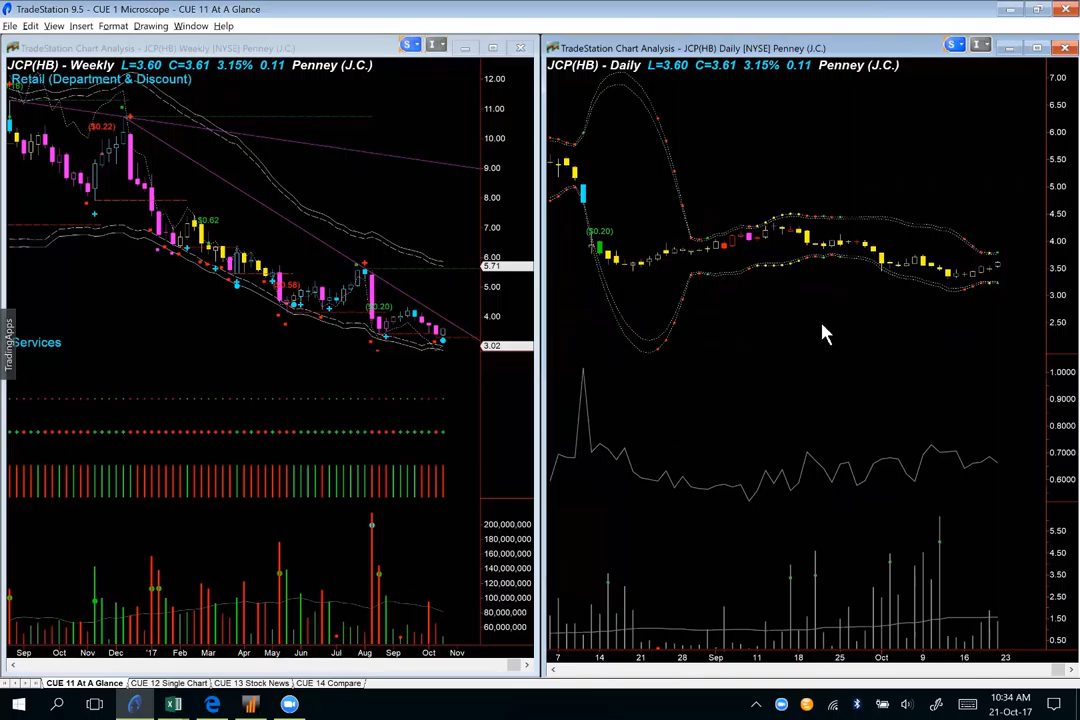 TradeStation 9.5 - CUE 1 Microscope - CUE 11 At A Glance
File Edit View Insert Format Drawing Window Help
TradeStation Chart Analysis - JCP(HB) Weekly [NYSE] Penney (J.C.)
S
I
JCP(HB) - Weekly L=3.60 C=3.61 3.15% 0.11 Penney (J.C.)
Retail (Department & Discount)
($0.22)
$0.62
($0.20)
Services
TradingApps
12.00
11.00
10.00
9.00
8.00
7.00
6.00
5.71
5.00
4.00
3.02
200,000,000
180,000,000
160,000,000
140,000,000
120,000,000
100,000,000
80,000,000
60,000,000
Sep Oct Nov Dec '17 Feb Mar Apr May Jun Jul Aug Sep Oct Nov
TradeStation Chart Analysis - JCP(HB) Daily [NYSE] Penney (J.C.)
S
I
JCP(HB) - Daily L=3.60 C=3.61 3.15% 0.11 Penney (J.C.)
($0.20)
7.00
6.50
6.00
5.50
5.00
4.50
4.00
3.50
3.00
2.50
1.0000
0.9000
0.8000
0.7000
0.6000
5.50
4.50
3.50
2.50
1.50
0.50
7 14 21 28 Sep 11 18 25 Oct 9 16 23
CUE 11 At A Glance CUE 12 Single Chart CUE 13 Stock News CUE 14 Compare
10:34 AM
21-Oct-17